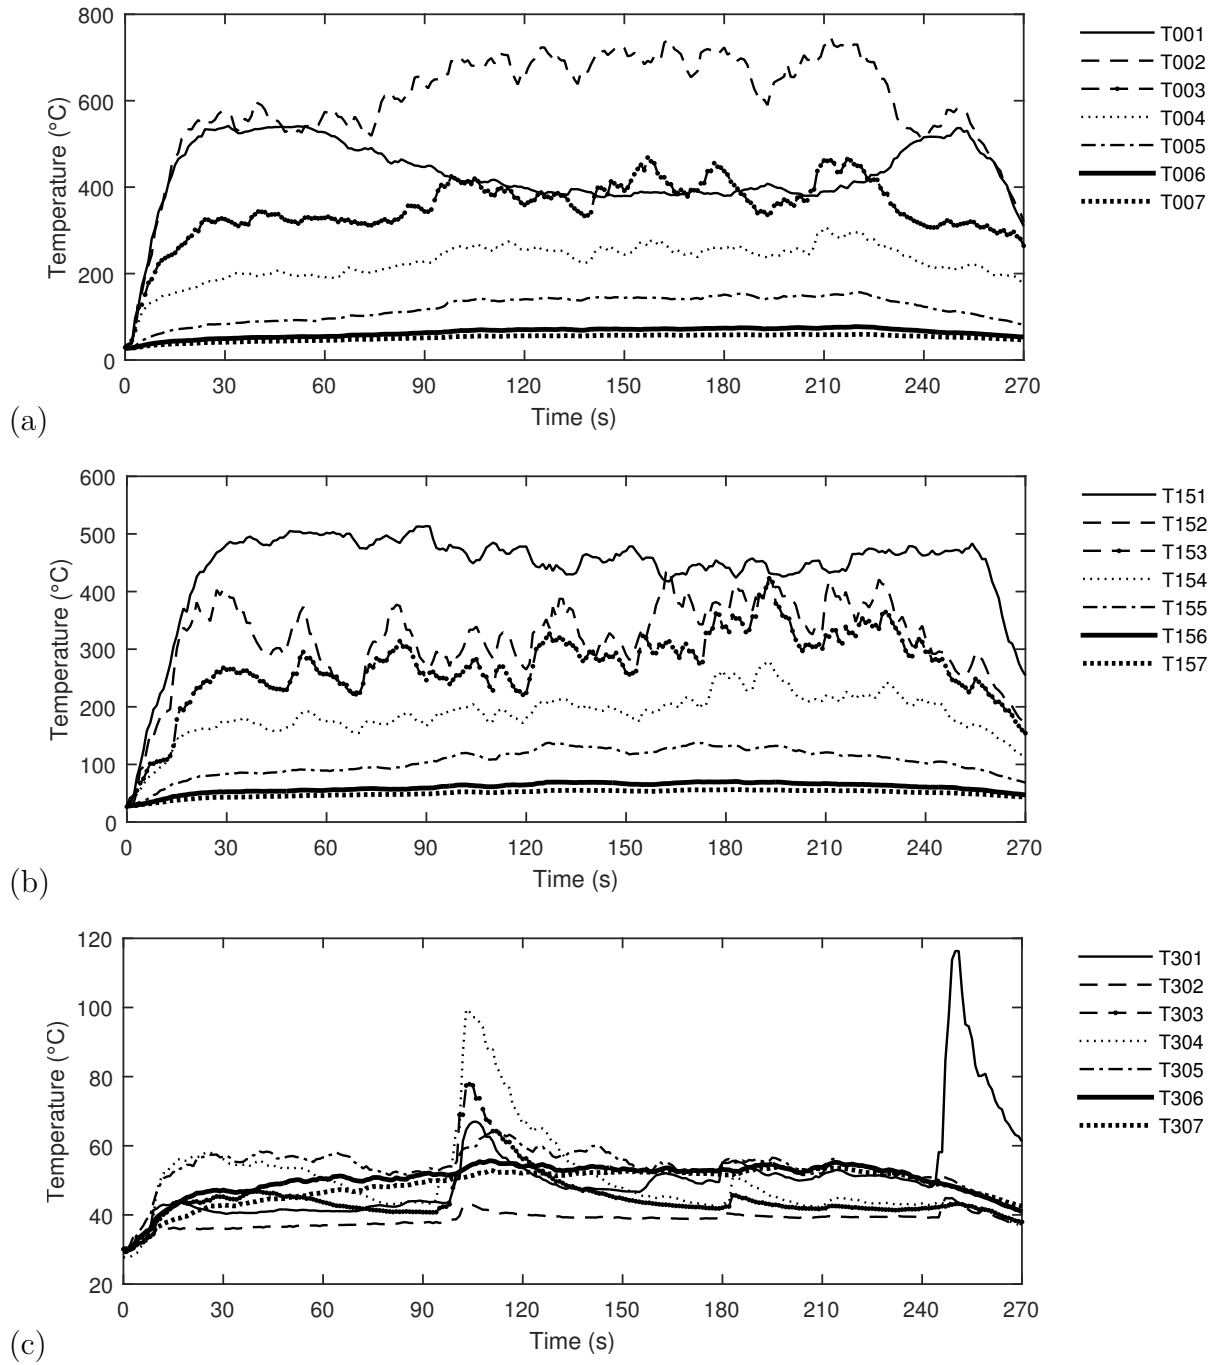 800
600
400
200
0
Temperature (°C)
0 30 60 90 120 150 180 210 240 270
Time (s)
T001
T002
T003
T004
T005
T006
T007
(a)
600
500
400
300
200
100
0
Temperature (°C)
0 30 60 90 120 150 180 210 240 270
Time (s)
T151
T152
T153
T154
T155
T156
T157
(b)
120
100
80
60
40
20
Temperature (°C)
0 30 60 90 120 150 180 210 240 270
Time (s)
T301
T302
T303
T304
T305
T306
T307
(c)